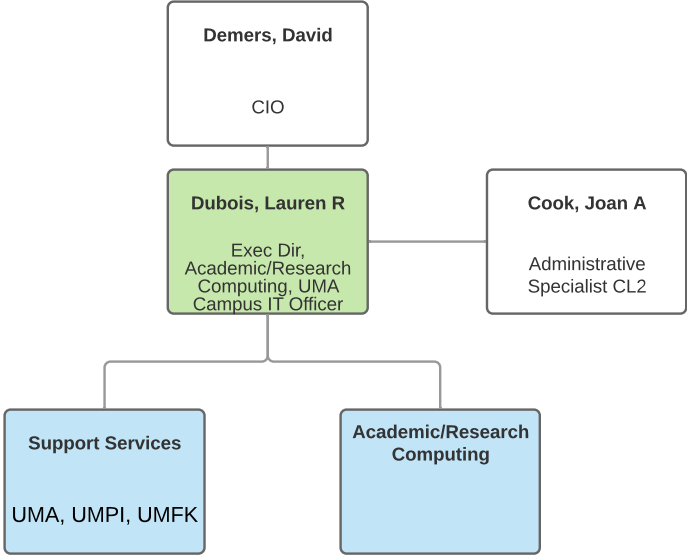 Demers, David
CIO
Dubois, Lauren R
Exec Dir,
Academic/Research
Computing, UMA
Campus IT Officer
Cook, Joan A
Administrative
Specialist CL2
Support Services
UMA, UMPI, UMFK
Academic/Research
Computing